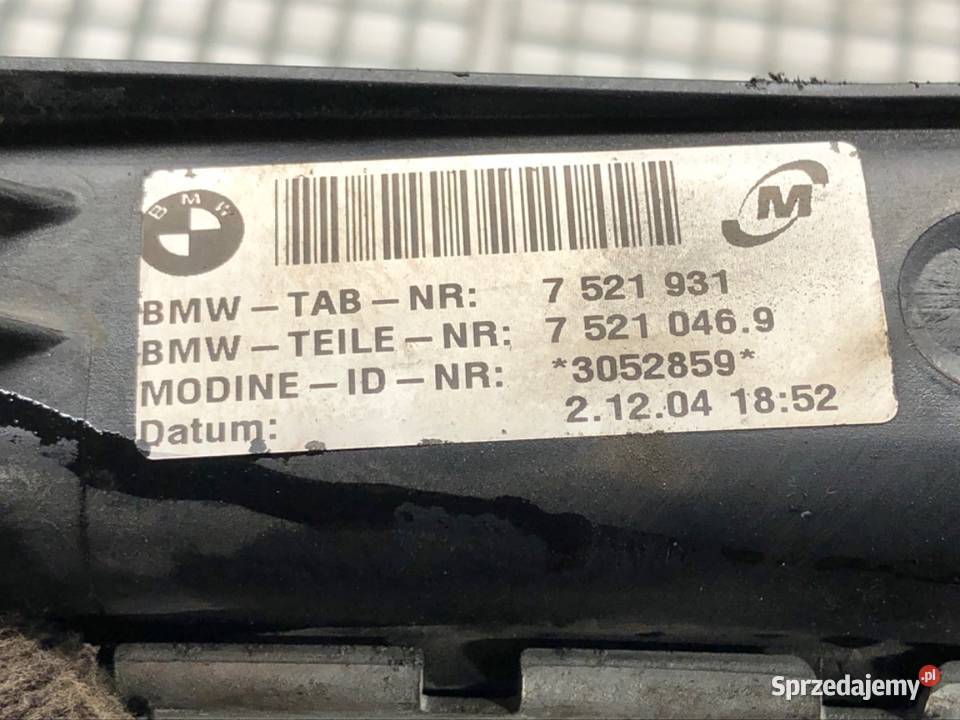 BMW
M
BMW-TAB-NR: 7 521 931
BMW-TEILE-NR: 7 521 046.9
MODINE-ID-NR: *3052859*
Datum: 2.12.04 18:52
Sprzedajemy.pl